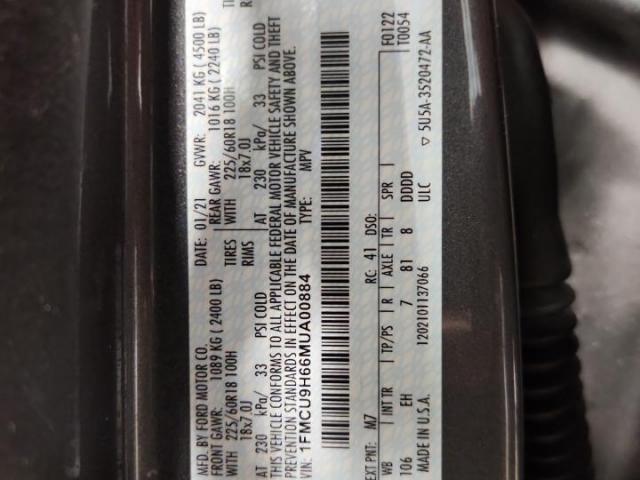 MFD. BY FORD MOTOR CO. DATE: 01/21 GVWR: 2041 KG ( 4500 LB)
FRONT GAWR: 1089 KG ( 2400 LB) REAR GAWR: 1016 KG ( 2240 LB)
WITH 225/60R18 100H TIRES WITH 225/60R18 100H
18x7.0J RIMS 18x7.0J
AT 230 kPa/ 33 PSI COLD AT 230 kPa/ 33 PSI COLD
THIS VEHICLE CONFORMS TO ALL APPLICABLE FEDERAL MOTOR VEHICLE SAFETY AND THEFT
PREVENTION STANDARDS IN EFFECT ON THE DATE OF MANUFACTURE SHOWN ABOVE.
VIN: 1FMCU9H66MUA00884 TYPE: MPV
F0122
T0054
EXT PNT: M7 RC: 41 DSO:
WB INT TR TP/PS R AXLE TR SPR
106 EH 7 81 8 DDDD
MADE IN U.S.A. 1202101137066 ULC ▽ 5U5A-3520472-AA